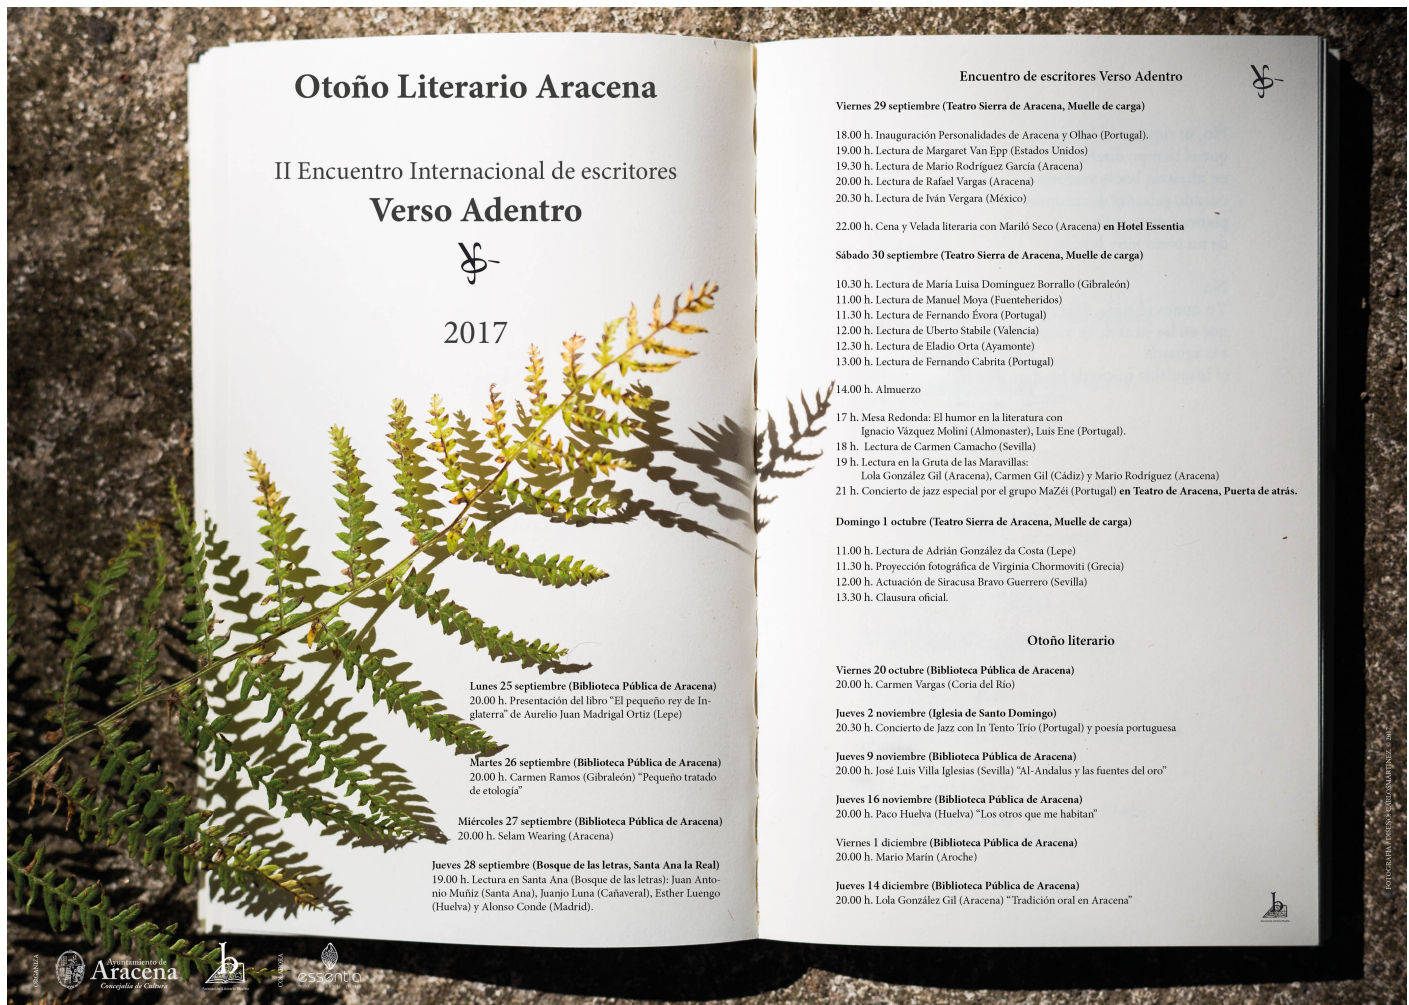 Otoño Literario Aracena
II Encuentro Internacional de escritores
Verso Adentro
2017
Lunes 25 septiembre (Biblioteca Pública de Aracena)
20.00 h. Presentación del libro “El pequeño rey de In-
glaterra” de Aurelio Juan Madrigal Ortiz (Lepe)
Martes 26 septiembre (Biblioteca Pública de Aracena)
20.00 h. Carmen Ramos (Gibraleón) “Pequeño tratado
de etología”
Miércoles 27 septiembre (Biblioteca Pública de Aracena)
20.00 h. Selam Wearing (Aracena)
Jueves 28 septiembre (Bosque de las letras, Santa Ana la Real)
19.00 h. Lectura en Santa Ana (Bosque de las letras): Juan Anto-
nio Muñiz (Santa Ana), Juanjo Luna (Cañaveral), Esther Luengo
(Huelva) y Alonso Conde (Madrid).
Encuentro de escritores Verso Adentro
Viernes 29 septiembre (Teatro Sierra de Aracena, Muelle de carga)
18.00 h. Inauguración Personalidades de Aracena y Olhao (Portugal).
19.00 h. Lectura de Margaret Van Epp (Estados Unidos)
19.30 h. Lectura de Mario Rodríguez García (Aracena)
20.00 h. Lectura de Rafael Vargas (Aracena)
20.30 h. Lectura de Iván Vergara (México)
22.00 h. Cena y Velada literaria con Mariló Seco (Aracena) en Hotel Essentia
Sábado 30 septiembre (Teatro Sierra de Aracena, Muelle de carga)
10.30 h. Lectura de María Luisa Domínguez Borrallo (Gibraleón)
11.00 h. Lectura de Manuel Moya (Fuenteheridos)
11.30 h. Lectura de Fernando Évora (Portugal)
12.00 h. Lectura de Uberto Stabile (Valencia)
12.30 h. Lectura de Eladio Orta (Ayamonte)
13.00 h. Lectura de Fernando Cabrita (Portugal)
14.00 h. Almuerzo
17 h. Mesa Redonda: El humor en la literatura con
Ignacio Vázquez Moliní (Almonaster), Luis Ene (Portugal).
18 h. Lectura de Carmen Camacho (Sevilla)
19 h. Lectura en la Gruta de las Maravillas:
Lola González Gil (Aracena), Carmen Gil (Cádiz) y Mario Rodríguez (Aracena)
21 h. Concierto de jazz especial por el grupo MaZéi (Portugal) en Teatro de Aracena, Puerta de atrás.
Domingo 1 octubre (Teatro Sierra de Aracena, Muelle de carga)
11.00 h. Lectura de Adrián González da Costa (Lepe)
11.30 h. Proyección fotográfica de Virginia Chormoviti (Grecia)
12.00 h. Actuación de Siracusa Bravo Guerrero (Sevilla)
13.30 h. Clausura oficial.
Otoño literario
Viernes 20 octubre (Biblioteca Pública de Aracena)
20.00 h. Carmen Vargas (Coria del Río)
Jueves 2 noviembre (Iglesia de Santo Domingo)
20.30 h. Concierto de Jazz con In Tento Trío (Portugal) y poesía portuguesa
Jueves 9 noviembre (Biblioteca Pública de Aracena)
20.00 h. José Luis Villa Iglesias (Sevilla) “Al-Andalus y las fuentes del oro”
Jueves 16 noviembre (Biblioteca Pública de Aracena)
20.00 h. Paco Huelva (Huelva) “Los otros que me habitan”
Viernes 1 diciembre (Biblioteca Pública de Aracena)
20.00 h. Mario Marín (Aroche)
Jueves 14 diciembre (Biblioteca Pública de Aracena)
20.00 h. Lola González Gil (Aracena) “Tradición oral en Aracena”
ORGANIZA
Ayuntamiento de
Aracena
Concejalía de Cultura
COLABORA
essentia
FOTOGRAFÍA Y DISEÑO: CARLOSMARTINEZ © 2017